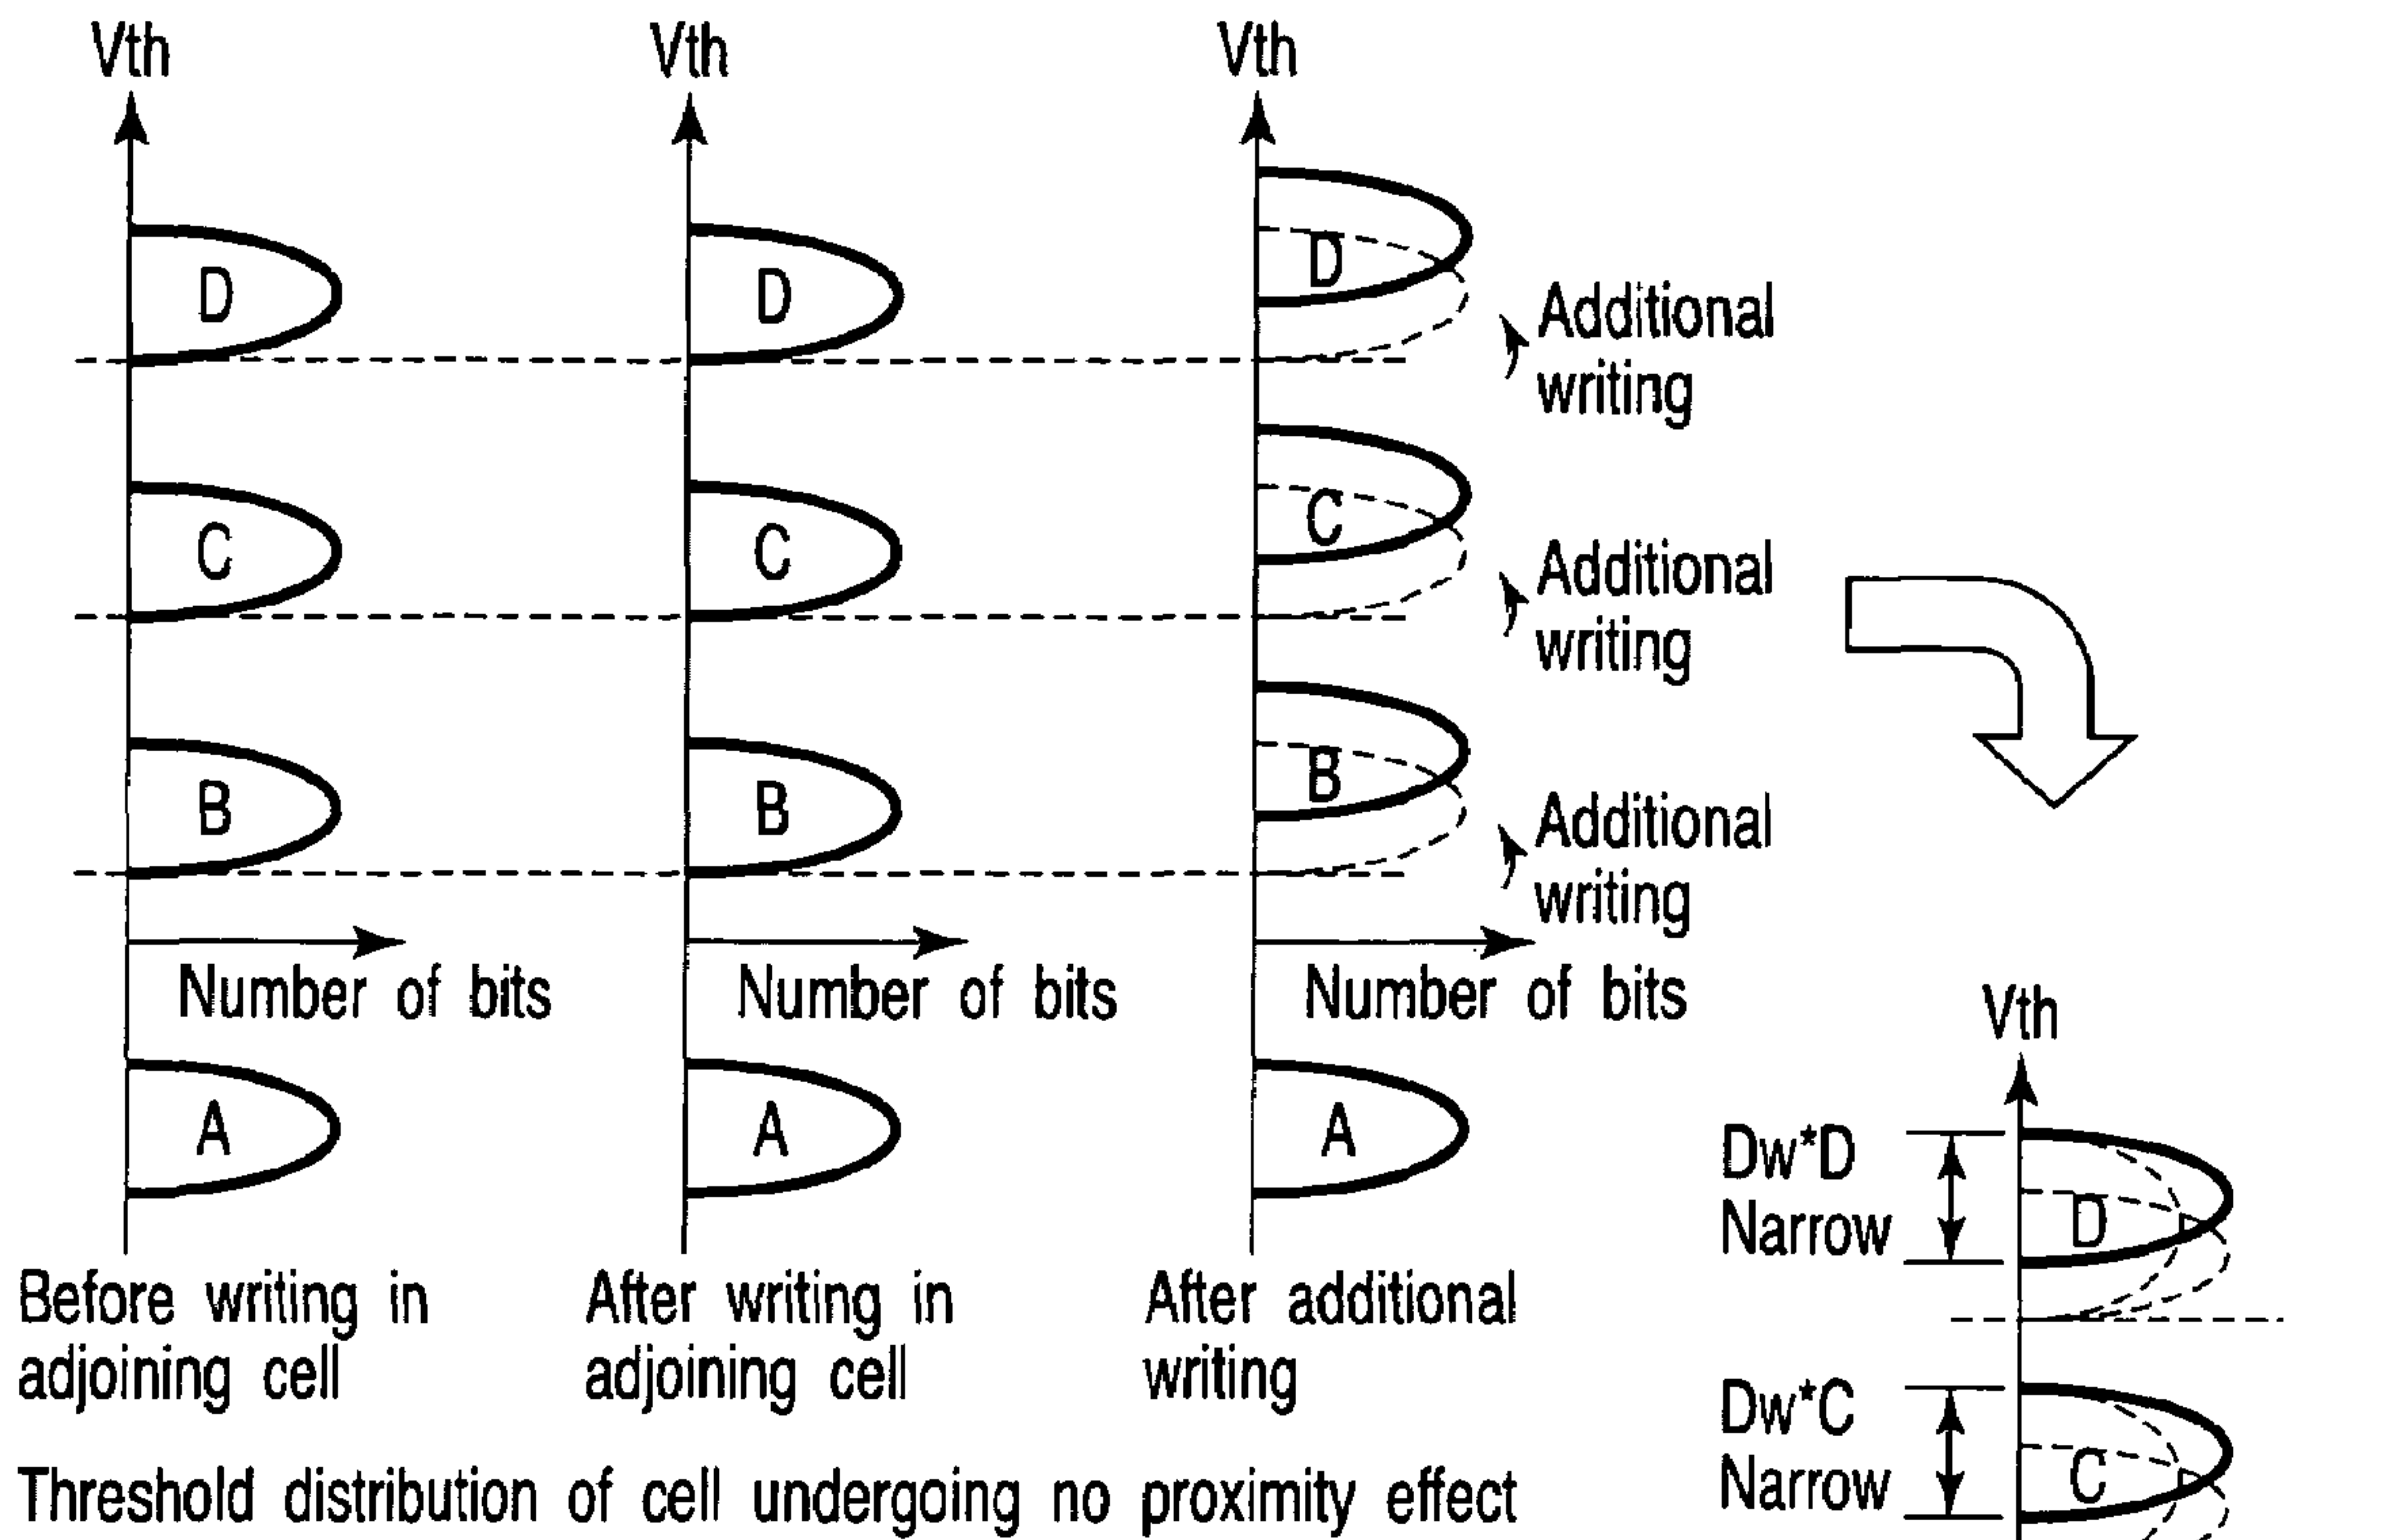 Vth
Vth
Vth
D
D
D
Additional
writing
C
C
C
Additional
writing
B
B
B
Additional
writing
Number of bits
Number of bits
Number of bits
A
A
A
Before writing in
adjoining cell
After writing in
adjoining cell
After additional
writing
Threshold distribution of cell undergoing no proximity effect
Vth
Dw*D
Narrow
D
Dw*C
Narrow
C